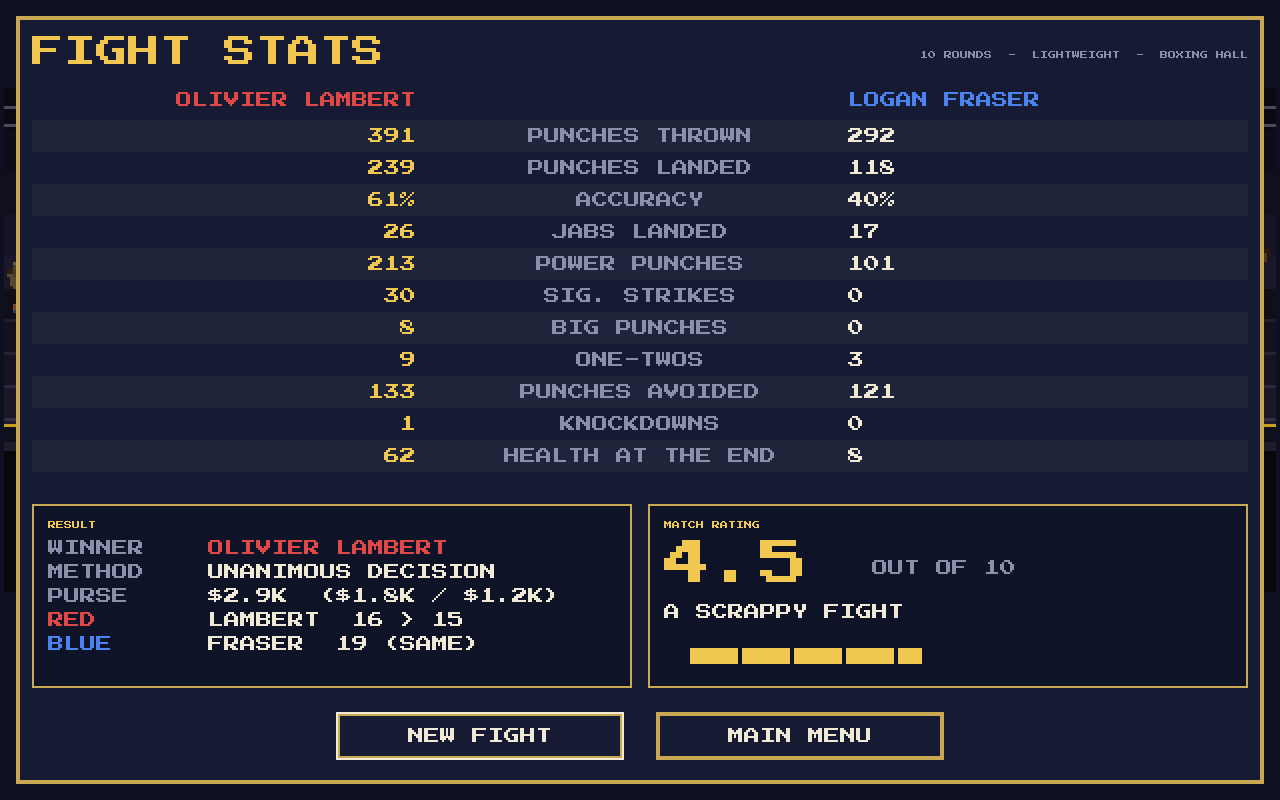 FIGHT STATS
10 ROUNDS - LIGHTWEIGHT - BOXING HALL
OLIVIER LAMBERT LOGAN FRASER
391 PUNCHES THROWN 292
239 PUNCHES LANDED 118
61% ACCURACY 40%
26 JABS LANDED 17
213 POWER PUNCHES 101
30 SIG. STRIKES 0
8 BIG PUNCHES 0
9 ONE-TWOS 3
133 PUNCHES AVOIDED 121
1 KNOCKDOWNS 0
62 HEALTH AT THE END 8
RESULT
WINNER OLIVIER LAMBERT
METHOD UNANIMOUS DECISION
PURSE $2.9K ($1.8K / $1.2K)
RED LAMBERT 16 > 15
BLUE FRASER 19 (SAME)
MATCH RATING
4.5 OUT OF 10
A SCRAPPY FIGHT
NEW FIGHT MAIN MENU